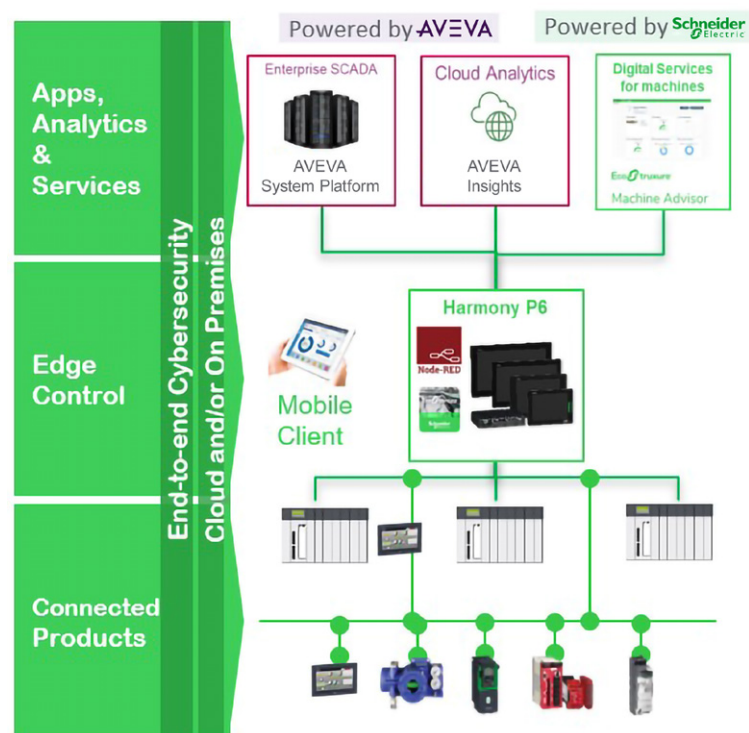 Powered by AVEVA
Powered by Schneider Electric
Apps,
Analytics
&
Services
Enterprise SCADA
AVEVA
System Platform
Cloud Analytics
AVEVA
Insights
Digital Services
for machines
EcoStruxure
Machine Advisor
End-to-end Cybersecurity
Cloud and/or On Premises
Edge
Control
Mobile
Client
Harmony P6
Node-RED
Schneider
Connected
Products